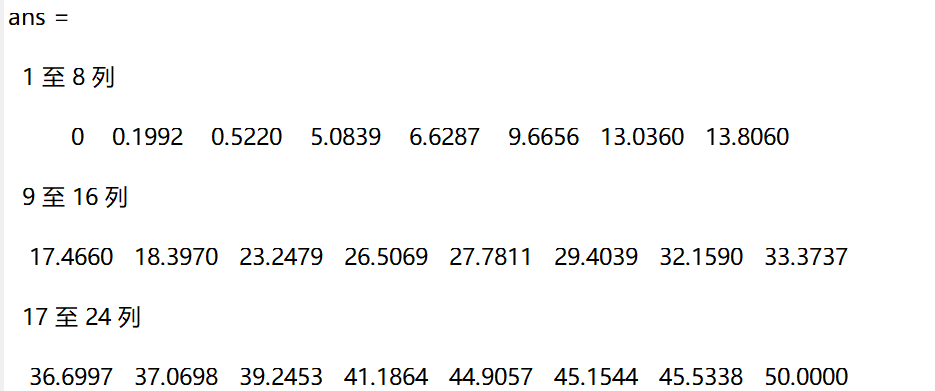 ans =
1 至 8 列
0 0.1992 0.5220 5.0839 6.6287 9.6656 13.0360 13.8060
9 至 16 列
17.4660 18.3970 23.2479 26.5069 27.7811 29.4039 32.1590 33.3737
17 至 24 列
36.6997 37.0698 39.2453 41.1864 44.9057 45.1544 45.5338 50.0000